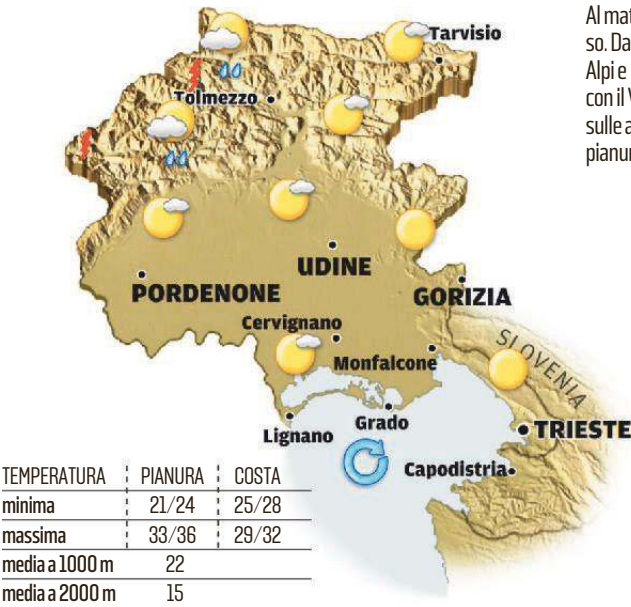 Tarvisio
Tolmezzo
UDINE
PORDENONE
GORIZIA
Cervignano
Monfalcone
SLOVENIA
Grado
Lignano
TRIESTE
Capodistria
TEMPERATURA PIANURA COSTA
minima 21/24 25/28
massima 33/36 29/32
media a 1000 m 22
media a 2000 m 15
Al mat
so. Da
Alpi e
con il V
sulle a
pianu